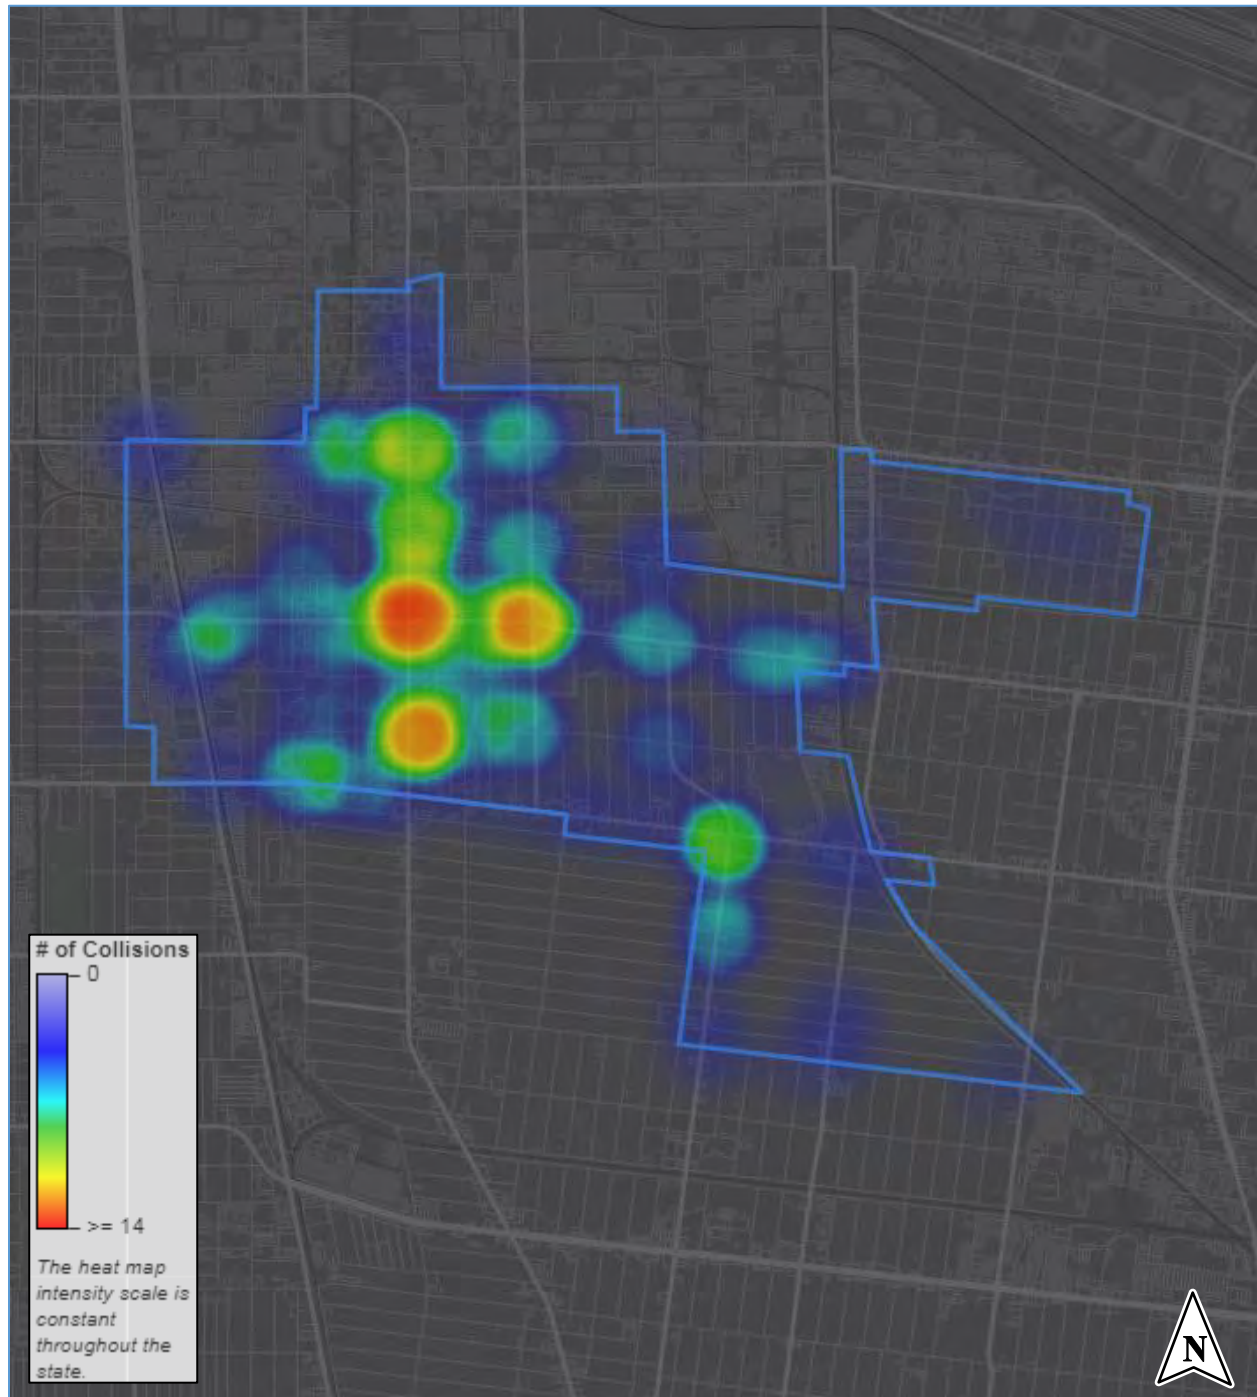 # of Collisions
0
>= 14
The heat map
intensity scale is
constant
throughout the
state.
N